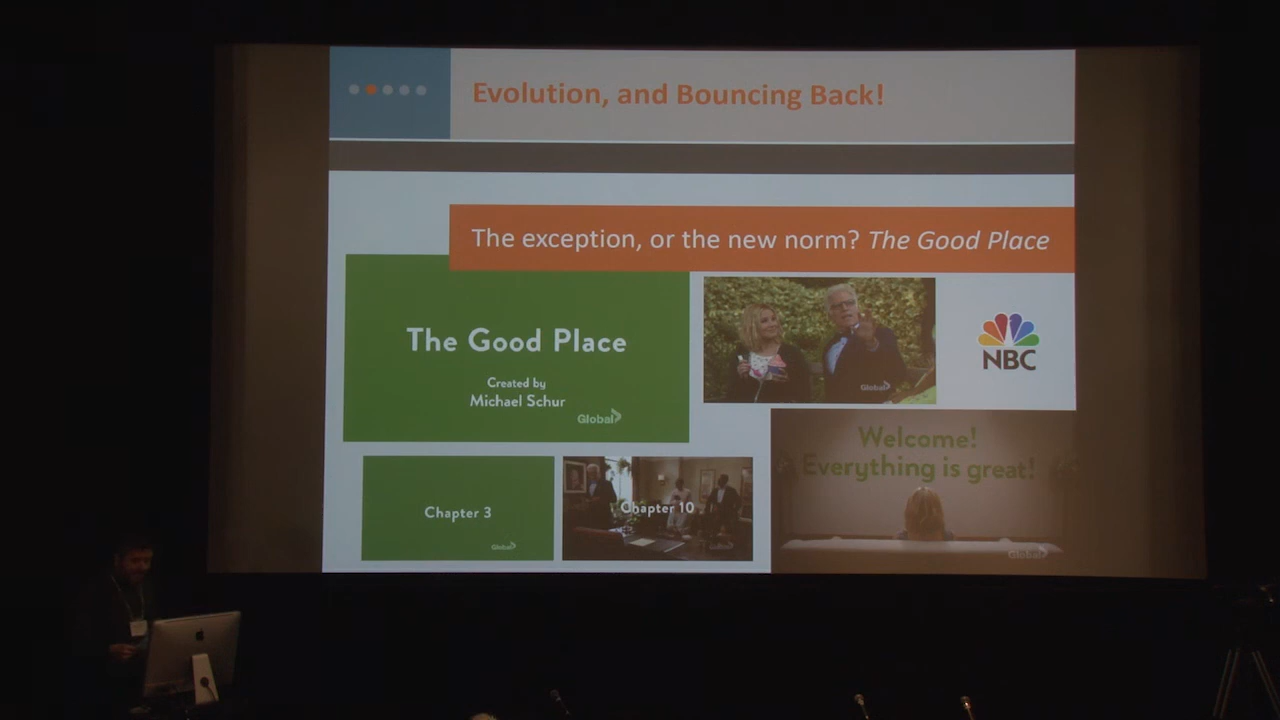 Evolution, and Bouncing Back!
The exception, or the new norm? The Good Place
The Good Place
Created by
Michael Schur
Global
Global
NBC
Welcome!
Everything is great!
Global
Chapter 3
Global
Chapter 10
Global